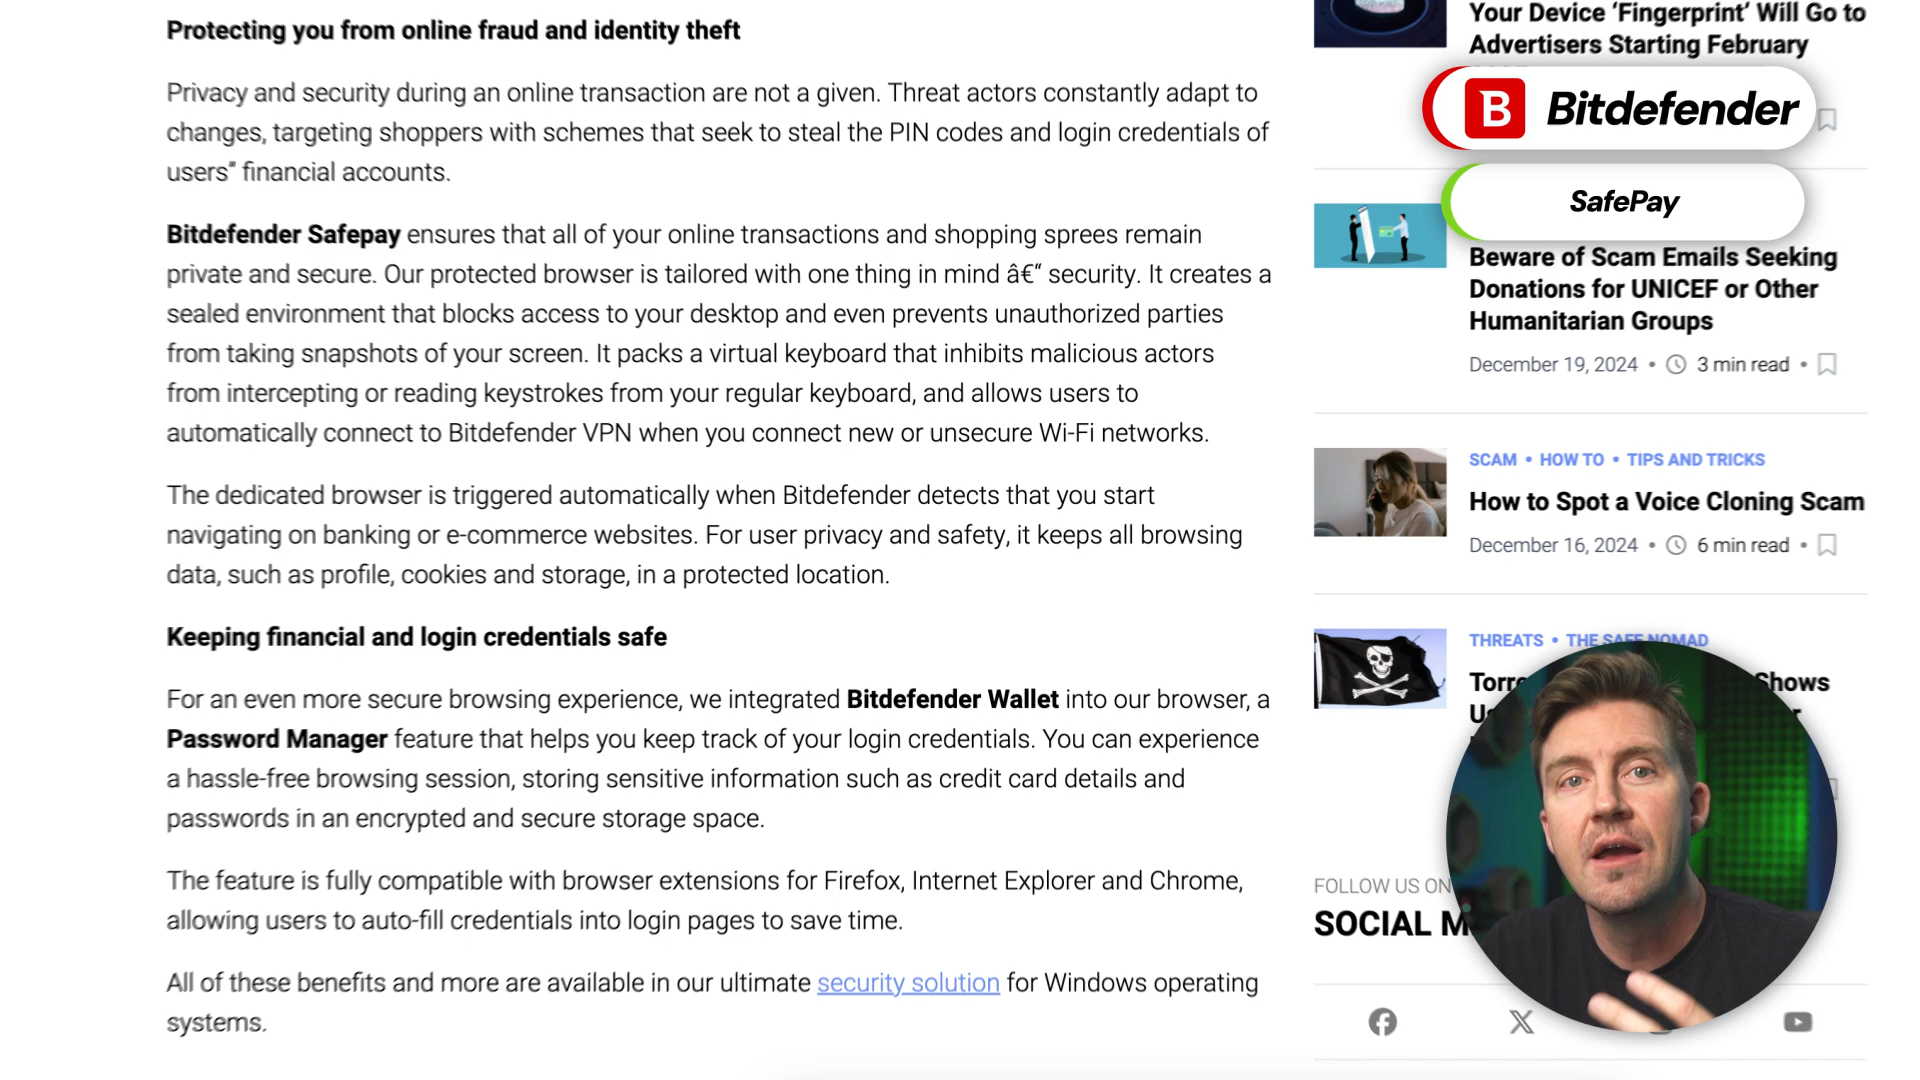 Protecting you from online fraud and identity theft
Privacy and security during an online transaction are not a given. Threat actors constantly adapt to
changes, targeting shoppers with schemes that seek to steal the PIN codes and login credentials of
users” financial accounts.
Bitdefender Safepay ensures that all of your online transactions and shopping sprees remain
private and secure. Our protected browser is tailored with one thing in mind â€“ security. It creates a
sealed environment that blocks access to your desktop and even prevents unauthorized parties
from taking snapshots of your screen. It packs a virtual keyboard that inhibits malicious actors
from intercepting or reading keystrokes from your regular keyboard, and allows users to
automatically connect to Bitdefender VPN when you connect new or unsecure Wi-Fi networks.
The dedicated browser is triggered automatically when Bitdefender detects that you start
navigating on banking or e-commerce websites. For user privacy and safety, it keeps all browsing
data, such as profile, cookies and storage, in a protected location.
Keeping financial and login credentials safe
For an even more secure browsing experience, we integrated Bitdefender Wallet into our browser, a
Password Manager feature that helps you keep track of your login credentials. You can experience
a hassle-free browsing session, storing sensitive information such as credit card details and
passwords in an encrypted and secure storage space.
The feature is fully compatible with browser extensions for Firefox, Internet Explorer and Chrome,
allowing users to auto-fill credentials into login pages to save time.
All of these benefits and more are available in our ultimate security solution for Windows operating
systems.
Your Device ‘Fingerprint’ Will Go to
Advertisers Starting February
B Bitdefender
SafePay
Beware of Scam Emails Seeking
Donations for UNICEF or Other
Humanitarian Groups
December 19, 2024 • 3 min read •
SCAM • HOW TO • TIPS AND TRICKS
How to Spot a Voice Cloning Scam
December 16, 2024 • 6 min read •
THREATS • THE SAFE NOMAD
Shows
FOLLOW US ON
SOCIAL